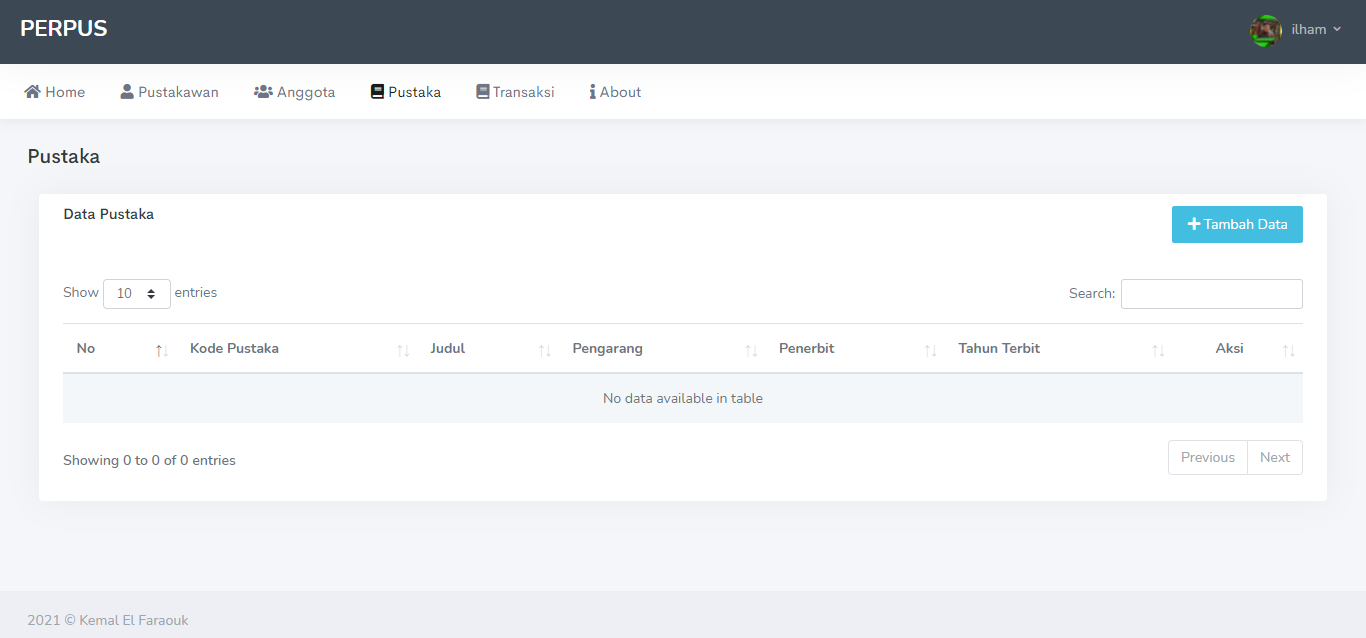 PERPUS
ilham
Home Pustakawan Anggota Pustaka Transaksi About
Pustaka
Data Pustaka
Tambah Data
Show 10 entries
Search:
No Kode Pustaka Judul Pengarang Penerbit Tahun Terbit Aksi
No data available in table
Showing 0 to 0 of 0 entries
Previous Next
2021 © Kemal El Faraouk